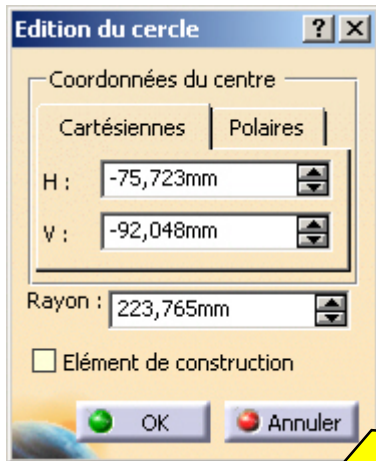 Edition du cercle ? ×
Coordonnées du centre
Cartésiennes Polaires
H : -75,723mm
V : -92,048mm
Rayon : 223,765mm
Elément de construction
OK Annuler